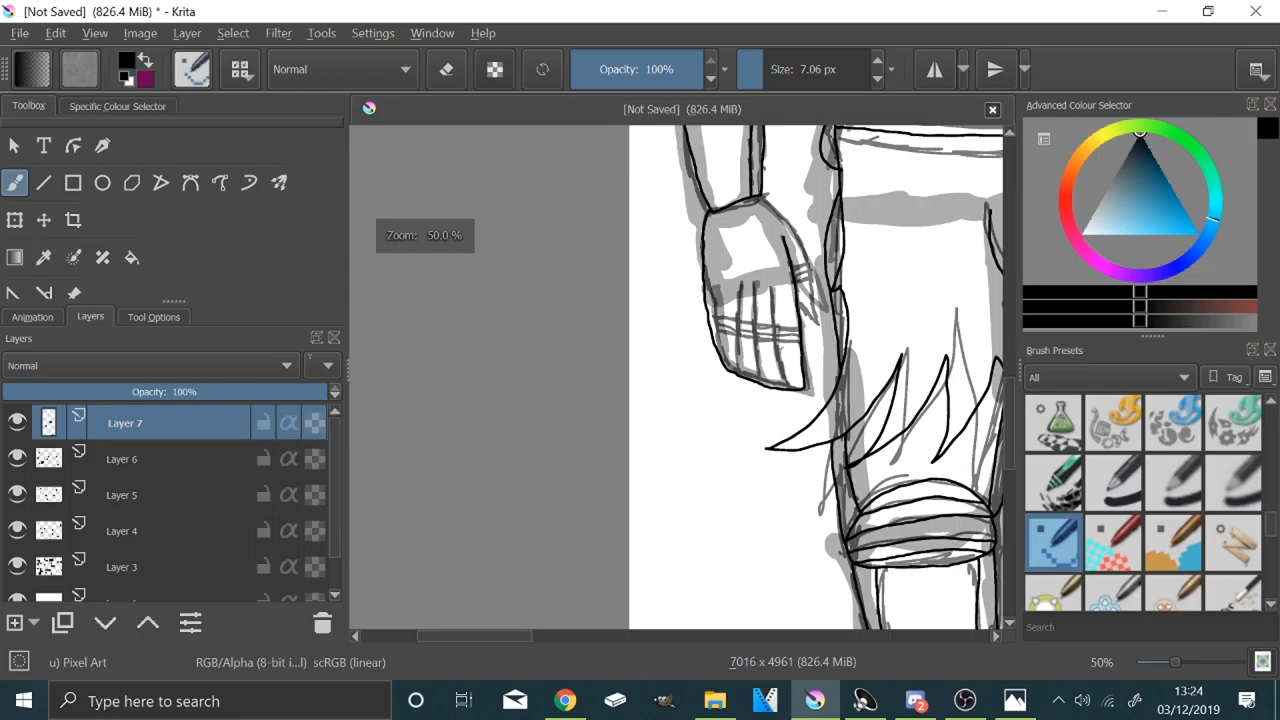 [Not Saved] (826.4 MiB) * - Krita
File Edit View Image Layer Select Filter Tools Settings Window Help
Normal
Opacity: 100%
Size: 7.06 px
Toolbox
Specific Colour Selector
[Not Saved] (826.4 MiB)
Advanced Colour Selector
Zoom: 50.0 %
Animation
Layers
Tool Options
Layers
Normal
Opacity: 100%
Layer 7
Layer 6
Layer 5
Layer 4
Layer 3
Brush Presets
All
Tag
Search
u) Pixel Art
RGB/Alpha (8-bit i...l) scRGB (linear)
7016 x 4961 (826.4 MiB)
50%
Type here to search
2
13:24
03/12/2019